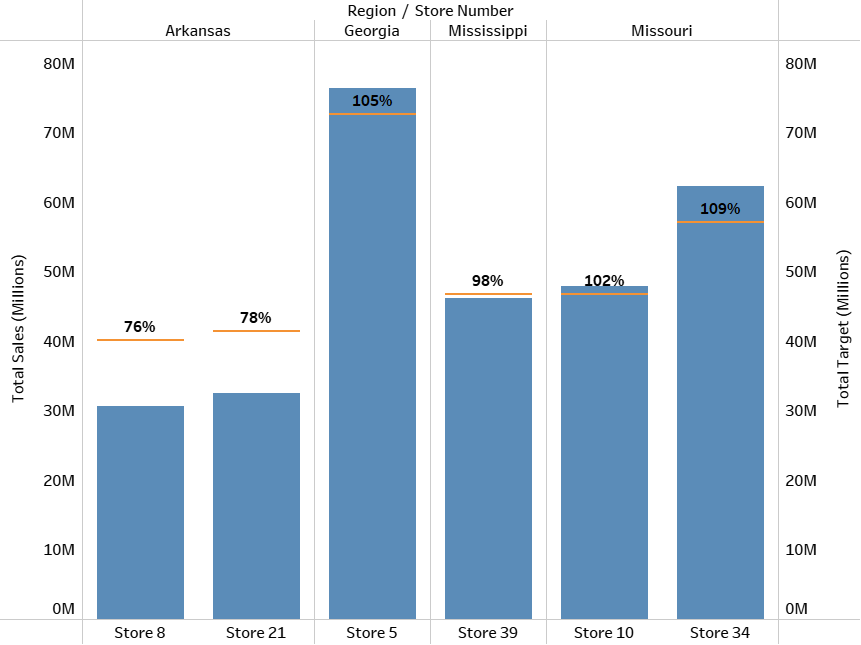 Region / Store Number
Arkansas Georgia Mississippi Missouri
80M 80M
105%
70M 70M
60M 109% 60M
50M 98% 102% 50M
76% 78%
40M 40M
30M 30M
20M 20M
10M 10M
0M 0M
Store 8 Store 21 Store 5 Store 39 Store 10 Store 34
Total Sales (Millions)
Total Target (Millions)